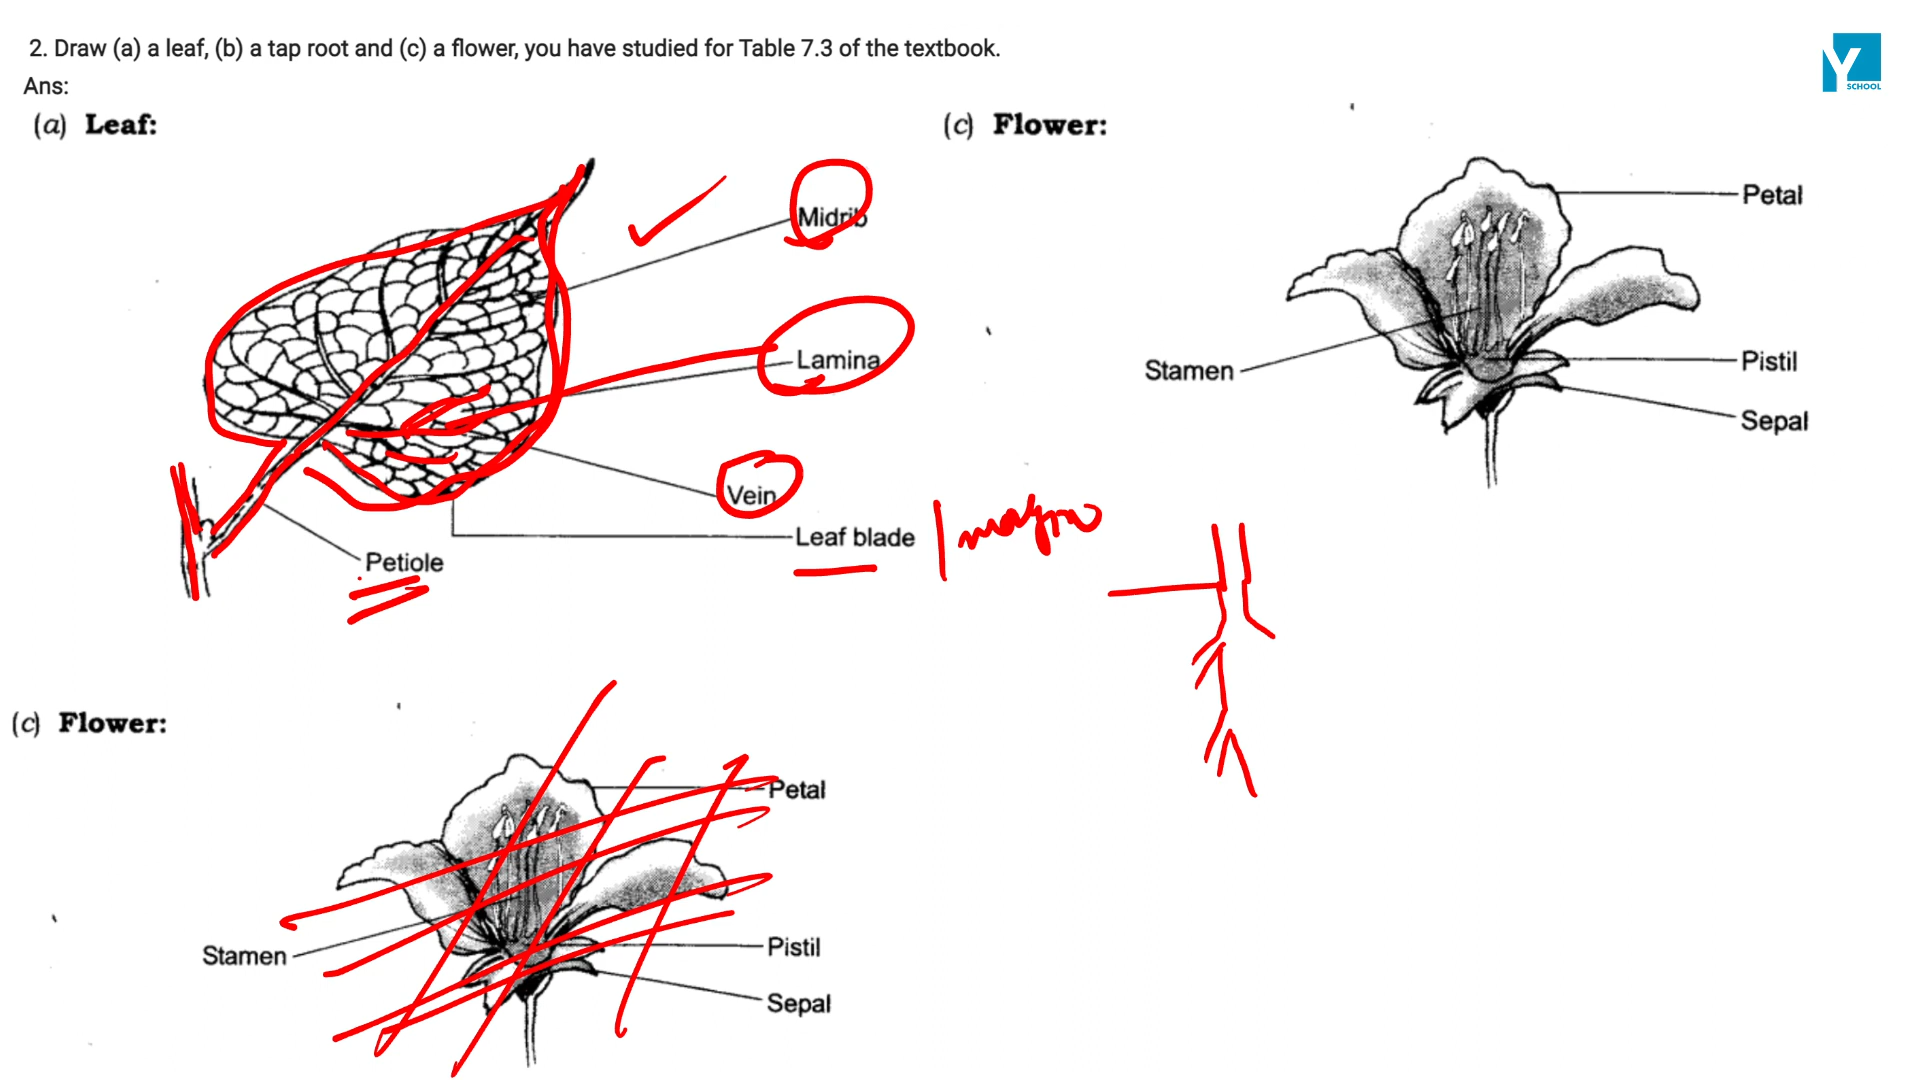 2. Draw (a) a leaf, (b) a tap root and (c) a flower, you have studied for Table 7.3 of the textbook.
Y SCHOOL
Ans:
(a) Leaf:
Midrib
Lamina
Vein
Leaf blade
Petiole
(c) Flower:
Petal
Stamen
Pistil
Sepal
(c) Flower:
Petal
Stamen
Pistil
Sepal